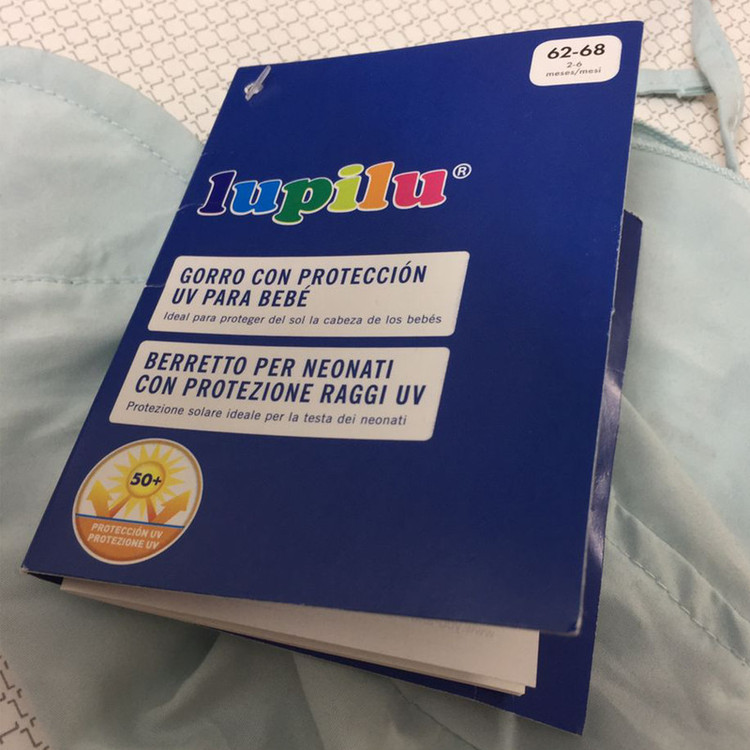 62-68
2-6
meses/mesi
lupilu®
GORRO CON PROTECCIÓN
UV PARA BEBÉ
Ideal para proteger del sol la cabeza de los bebés
BERRETTO PER NEONATI
CON PROTEZIONE RAGGI UV
Protezione solare ideale per la testa dei neonati
50+
PROTECCIÓN UV
PROTEZIONE UV